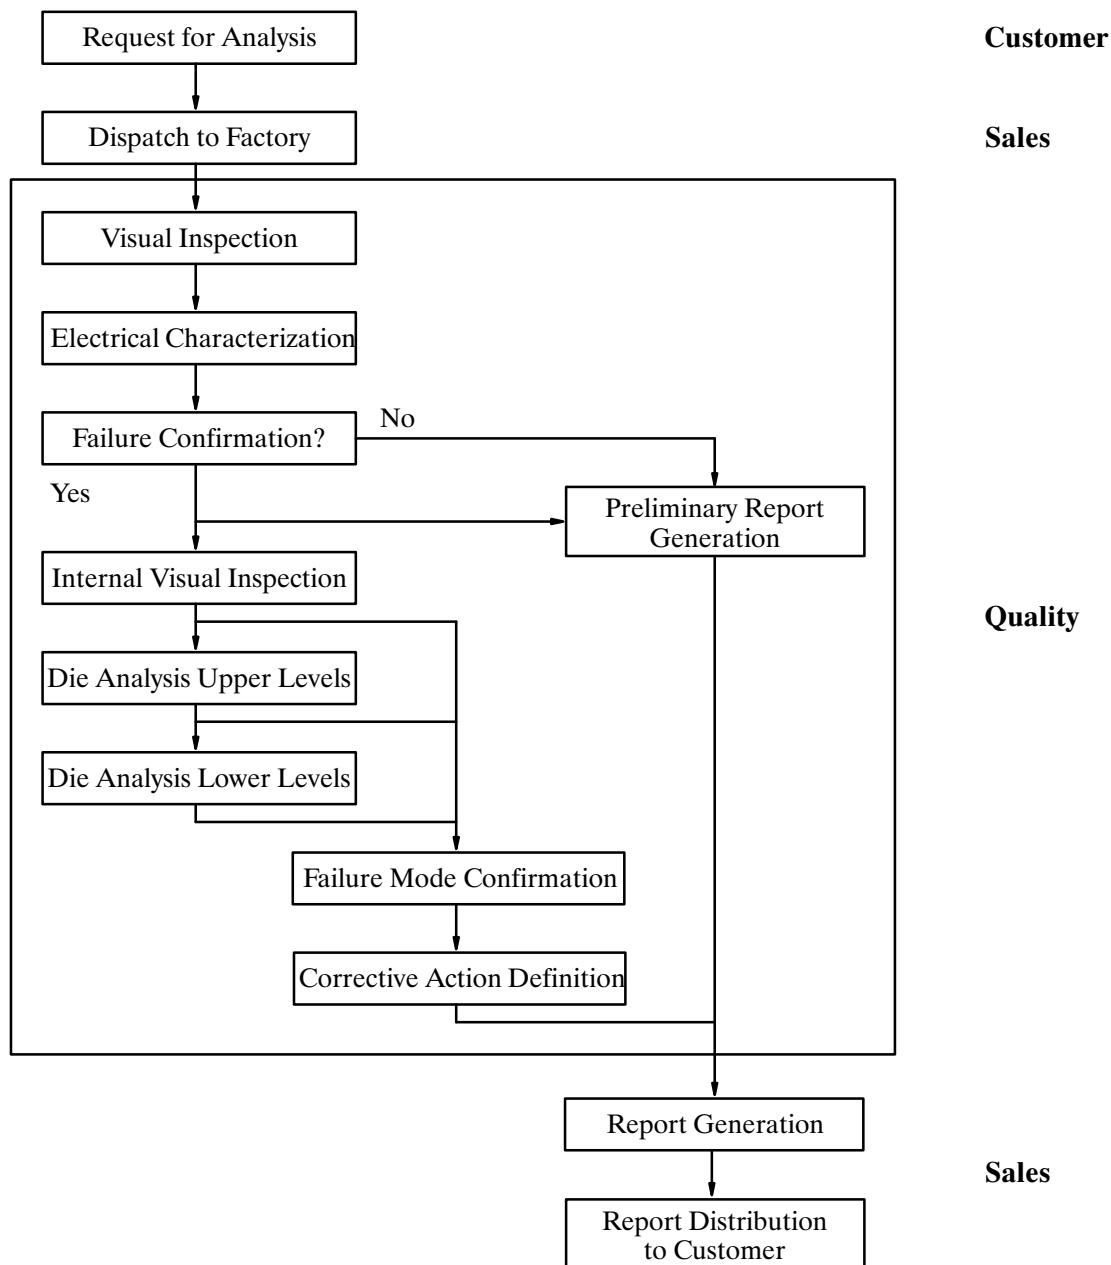 Request for Analysis
Customer
Dispatch to Factory
Sales
Visual Inspection
Electrical Characterization
No
Failure Confirmation?
Yes
Preliminary Report
Generation
Internal Visual Inspection
Quality
Die Analysis Upper Levels
Die Analysis Lower Levels
Failure Mode Confirmation
Corrective Action Definition
Report Generation
Sales
Report Distribution
to Customer